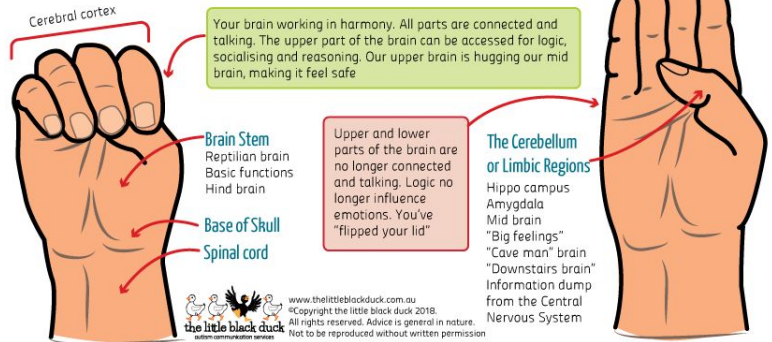 Cerebral cortex
Your brain working in harmony. All parts are connected and
talking. The upper part of the brain can be accessed for logic,
socialising and reasoning. Our upper brain is hugging our mid
brain, making it feel safe
Brain Stem
Reptilian brain
Basic functions
Hind brain
Base of Skull
Spinal cord
Upper and lower
parts of the brain are
no longer connected
and talking. Logic no
longer influence
emotions. You've
"flipped your lid"
The Cerebellum
or Limbic Regions
Hippo campus
Amygdala
Mid brain
"Big feelings"
"Cave man" brain
"Downstairs brain"
Information dump
from the Central
Nervous System
the little black duck
autism communication services
www.thelittleblackduck.com.au
©Copyright the little black duck 2018.
All rights reserved. Advice is general in nature.
Not to be reproduced without written permission